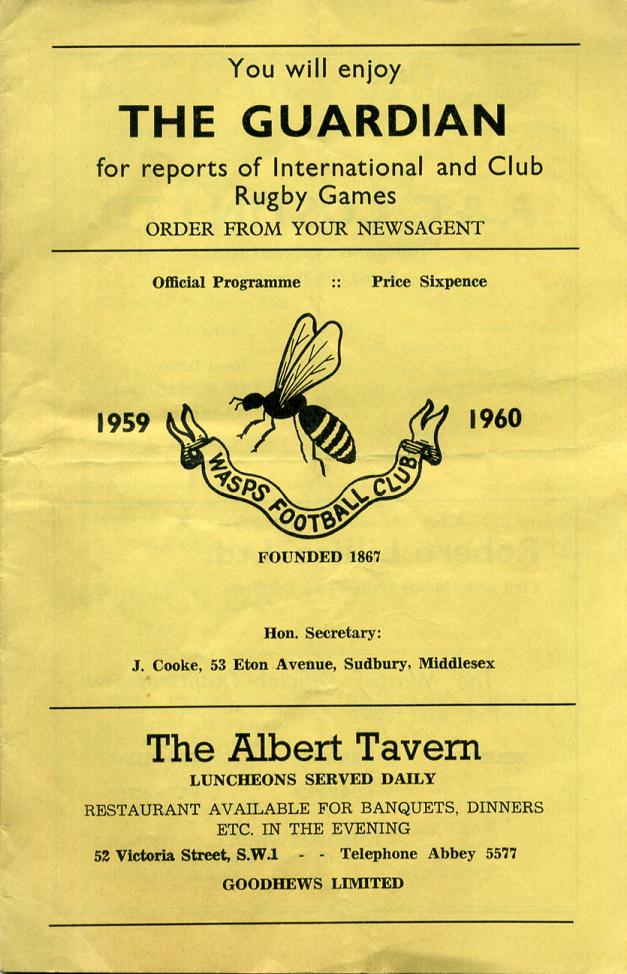 You will enjoy
THE GUARDIAN
for reports of International and Club
Rugby Games
ORDER FROM YOUR NEWSAGENT
Official Programme :: Price Sixpence
1959 1960
WASPS FOOTBALL CLUB
FOUNDED 1867
Hon. Secretary:
J. Cooke, 53 Eton Avenue, Sudbury, Middlesex
The Albert Tavern
LUNCHEONS SERVED DAILY
RESTAURANT AVAILABLE FOR BANQUETS, DINNERS
ETC. IN THE EVENING
52 Victoria Street, S.W.1 - - Telephone Abbey 5577
GOODHEWS LIMITED